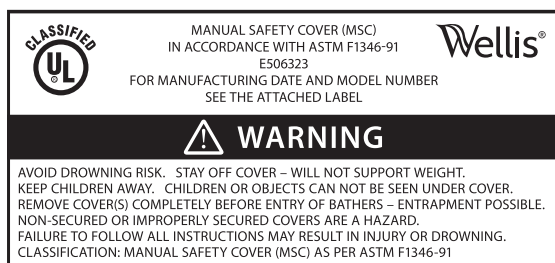 CLASSIFIED
UL
®
MANUAL SAFETY COVER (MSC)
IN ACCORDANCE WITH ASTM F1346-91
E506323
FOR MANUFACTURING DATE AND MODEL NUMBER
SEE THE ATTACHED LABEL
Wellis®
WARNING
AVOID DROWNING RISK. STAY OFF COVER – WILL NOT SUPPORT WEIGHT.
KEEP CHILDREN AWAY. CHILDREN OR OBJECTS CAN NOT BE SEEN UNDER COVER.
REMOVE COVER(S) COMPLETELY BEFORE ENTRY OF BATHERS – ENTRAPMENT POSSIBLE.
NON-SECURED OR IMPROPERLY SECURED COVERS ARE A HAZARD.
FAILURE TO FOLLOW ALL INSTRUCTIONS MAY RESULT IN INJURY OR DROWNING.
CLASSIFICATION: MANUAL SAFETY COVER (MSC) AS PER ASTM F1346-91